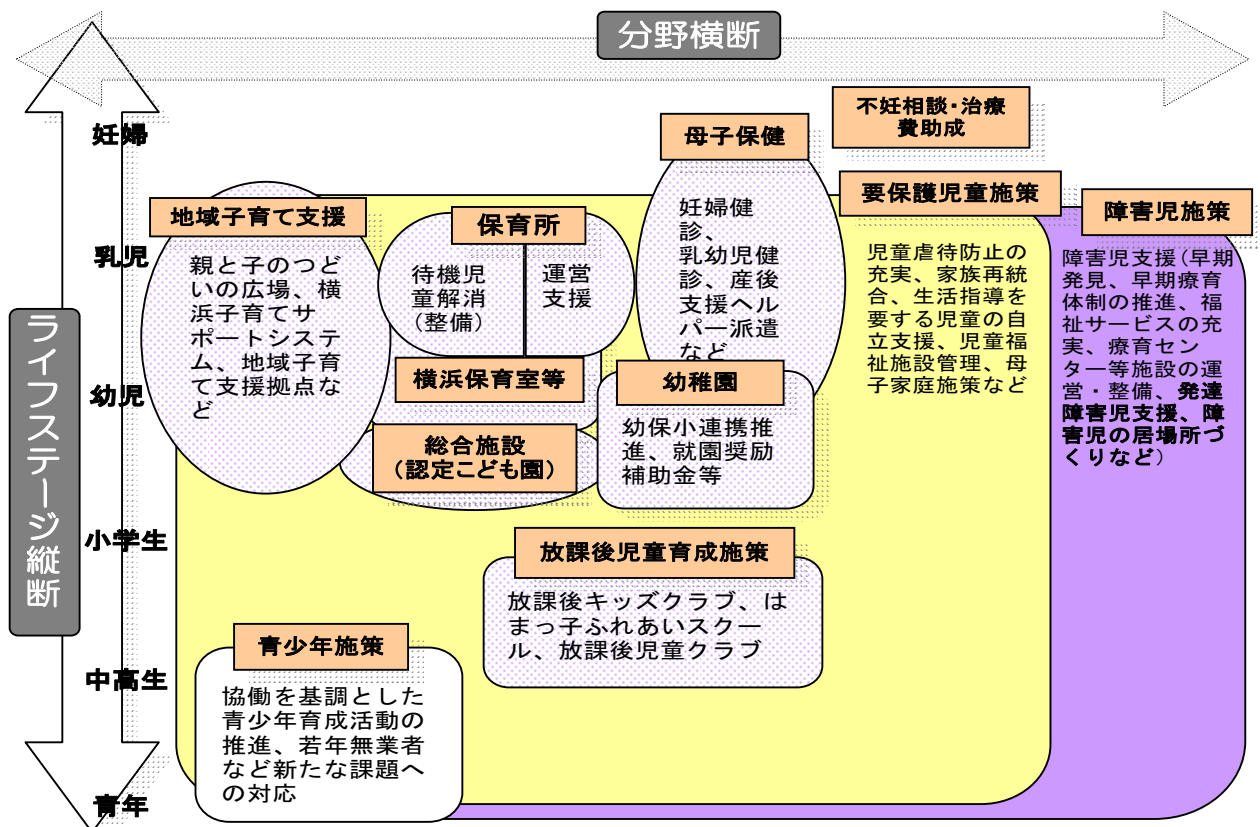 分野横断
ライフステージ縦断
妊婦
乳児
幼児
小学生
中高生
青年
不妊相談・治療
費助成
母子保健
妊婦健
診、
乳幼児健
診、産後
支援ヘル
パー派遣
など
地域子育て支援
親と子のつど
いの広場、横
浜子育てサ
ポートシステ
ム、地域子育
て支援拠点な
ど
保育所
待機児
童解消
(整備)
運営
支援
横浜保育室等
総合施設
(認定こども園)
幼稚園
幼保小連携推
進、就園奨励
補助金等
要保護児童施策
児童虐待防止の
充実、家族再統
合、生活指導を
要する児童の自
立支援、児童福
祉施設管理、母
子家庭施策など
障害児施策
障害児支援(早期
発見、早期療育
体制の推進、福
祉サービスの充
実、療育セン
ター等施設の運
営・整備、発達
障害児支援、障
害児の居場所づ
くりなど)
放課後児童育成施策
放課後キッズクラブ、は
まっ子ふれあいスクー
ル、放課後児童クラブ
青少年施策
協働を基調とした
青少年育成活動の
推進、若年無業者
など新たな課題へ
の対応